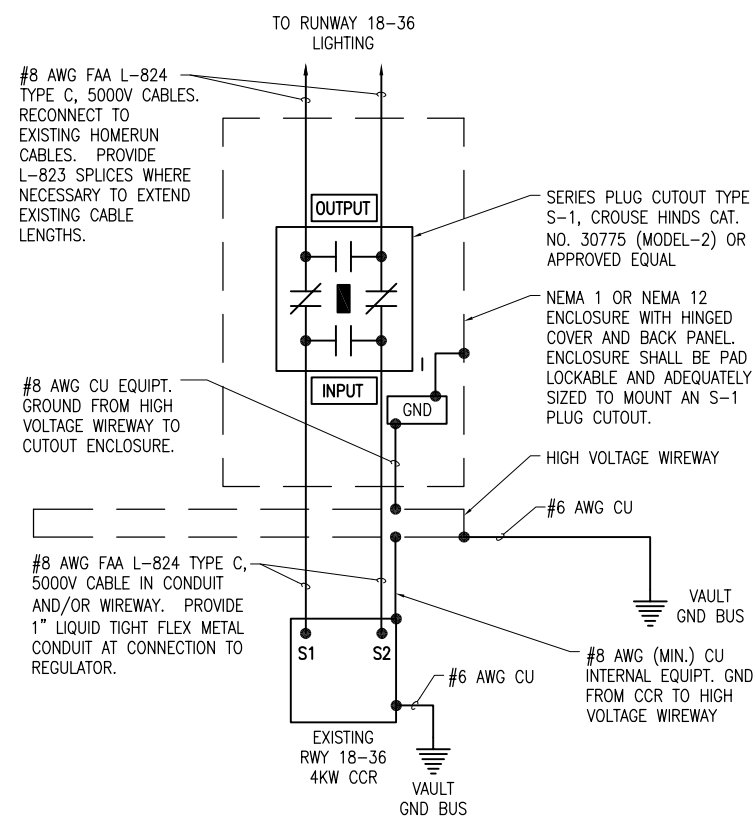 TO RUNWAY 18-36
LIGHTING
#8 AWG FAA L-824
TYPE C, 5000V CABLES.
RECONNECT TO
EXISTING HOMERUN
CABLES. PROVIDE
L-823 SPLICES WHERE
NECESSARY TO EXTEND
EXISTING CABLE
LENGTHS.
OUTPUT
SERIES PLUG CUTOUT TYPE
S-1, CROUSE HINDS CAT.
NO. 30775 (MODEL-2) OR
APPROVED EQUAL
NEMA 1 OR NEMA 12
ENCLOSURE WITH HINGED
COVER AND BACK PANEL.
ENCLOSURE SHALL BE PAD
LOCKABLE AND ADEQUATELY
SIZED TO MOUNT AN S-1
PLUG CUTOUT.
INPUT
GND
#8 AWG CU EQUIPT.
GROUND FROM HIGH
VOLTAGE WIREWAY TO
CUTOUT ENCLOSURE.
HIGH VOLTAGE WIREWAY
#6 AWG CU
#8 AWG FAA L-824 TYPE C,
5000V CABLE IN CONDUIT
AND/OR WIREWAY. PROVIDE
1" LIQUID TIGHT FLEX METAL
CONDUIT AT CONNECTION TO
REGULATOR.
VAULT
GND BUS
S1 S2
#8 AWG (MIN.) CU
INTERNAL EQUIPT. GND
FROM CCR TO HIGH
VOLTAGE WIREWAY
#6 AWG CU
EXISTING
RWY 18-36
4KW CCR
VAULT
GND BUS